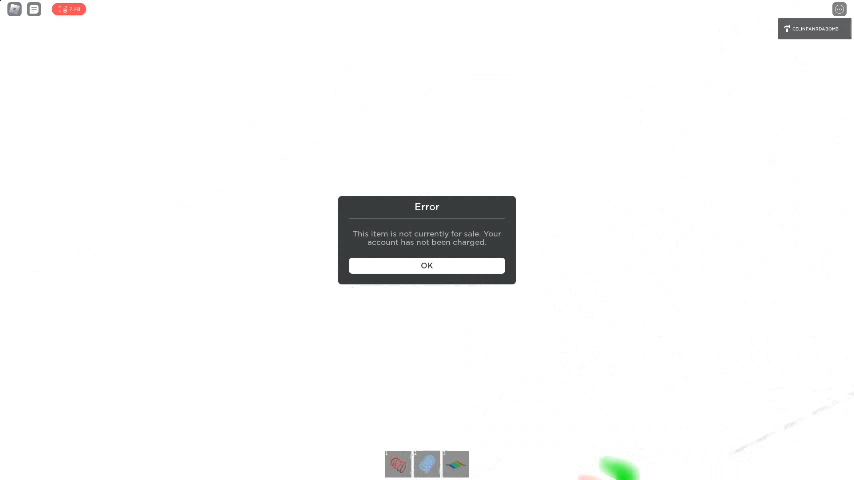 Error
This item is not currently for sale. Your
account has not been charged.
OK